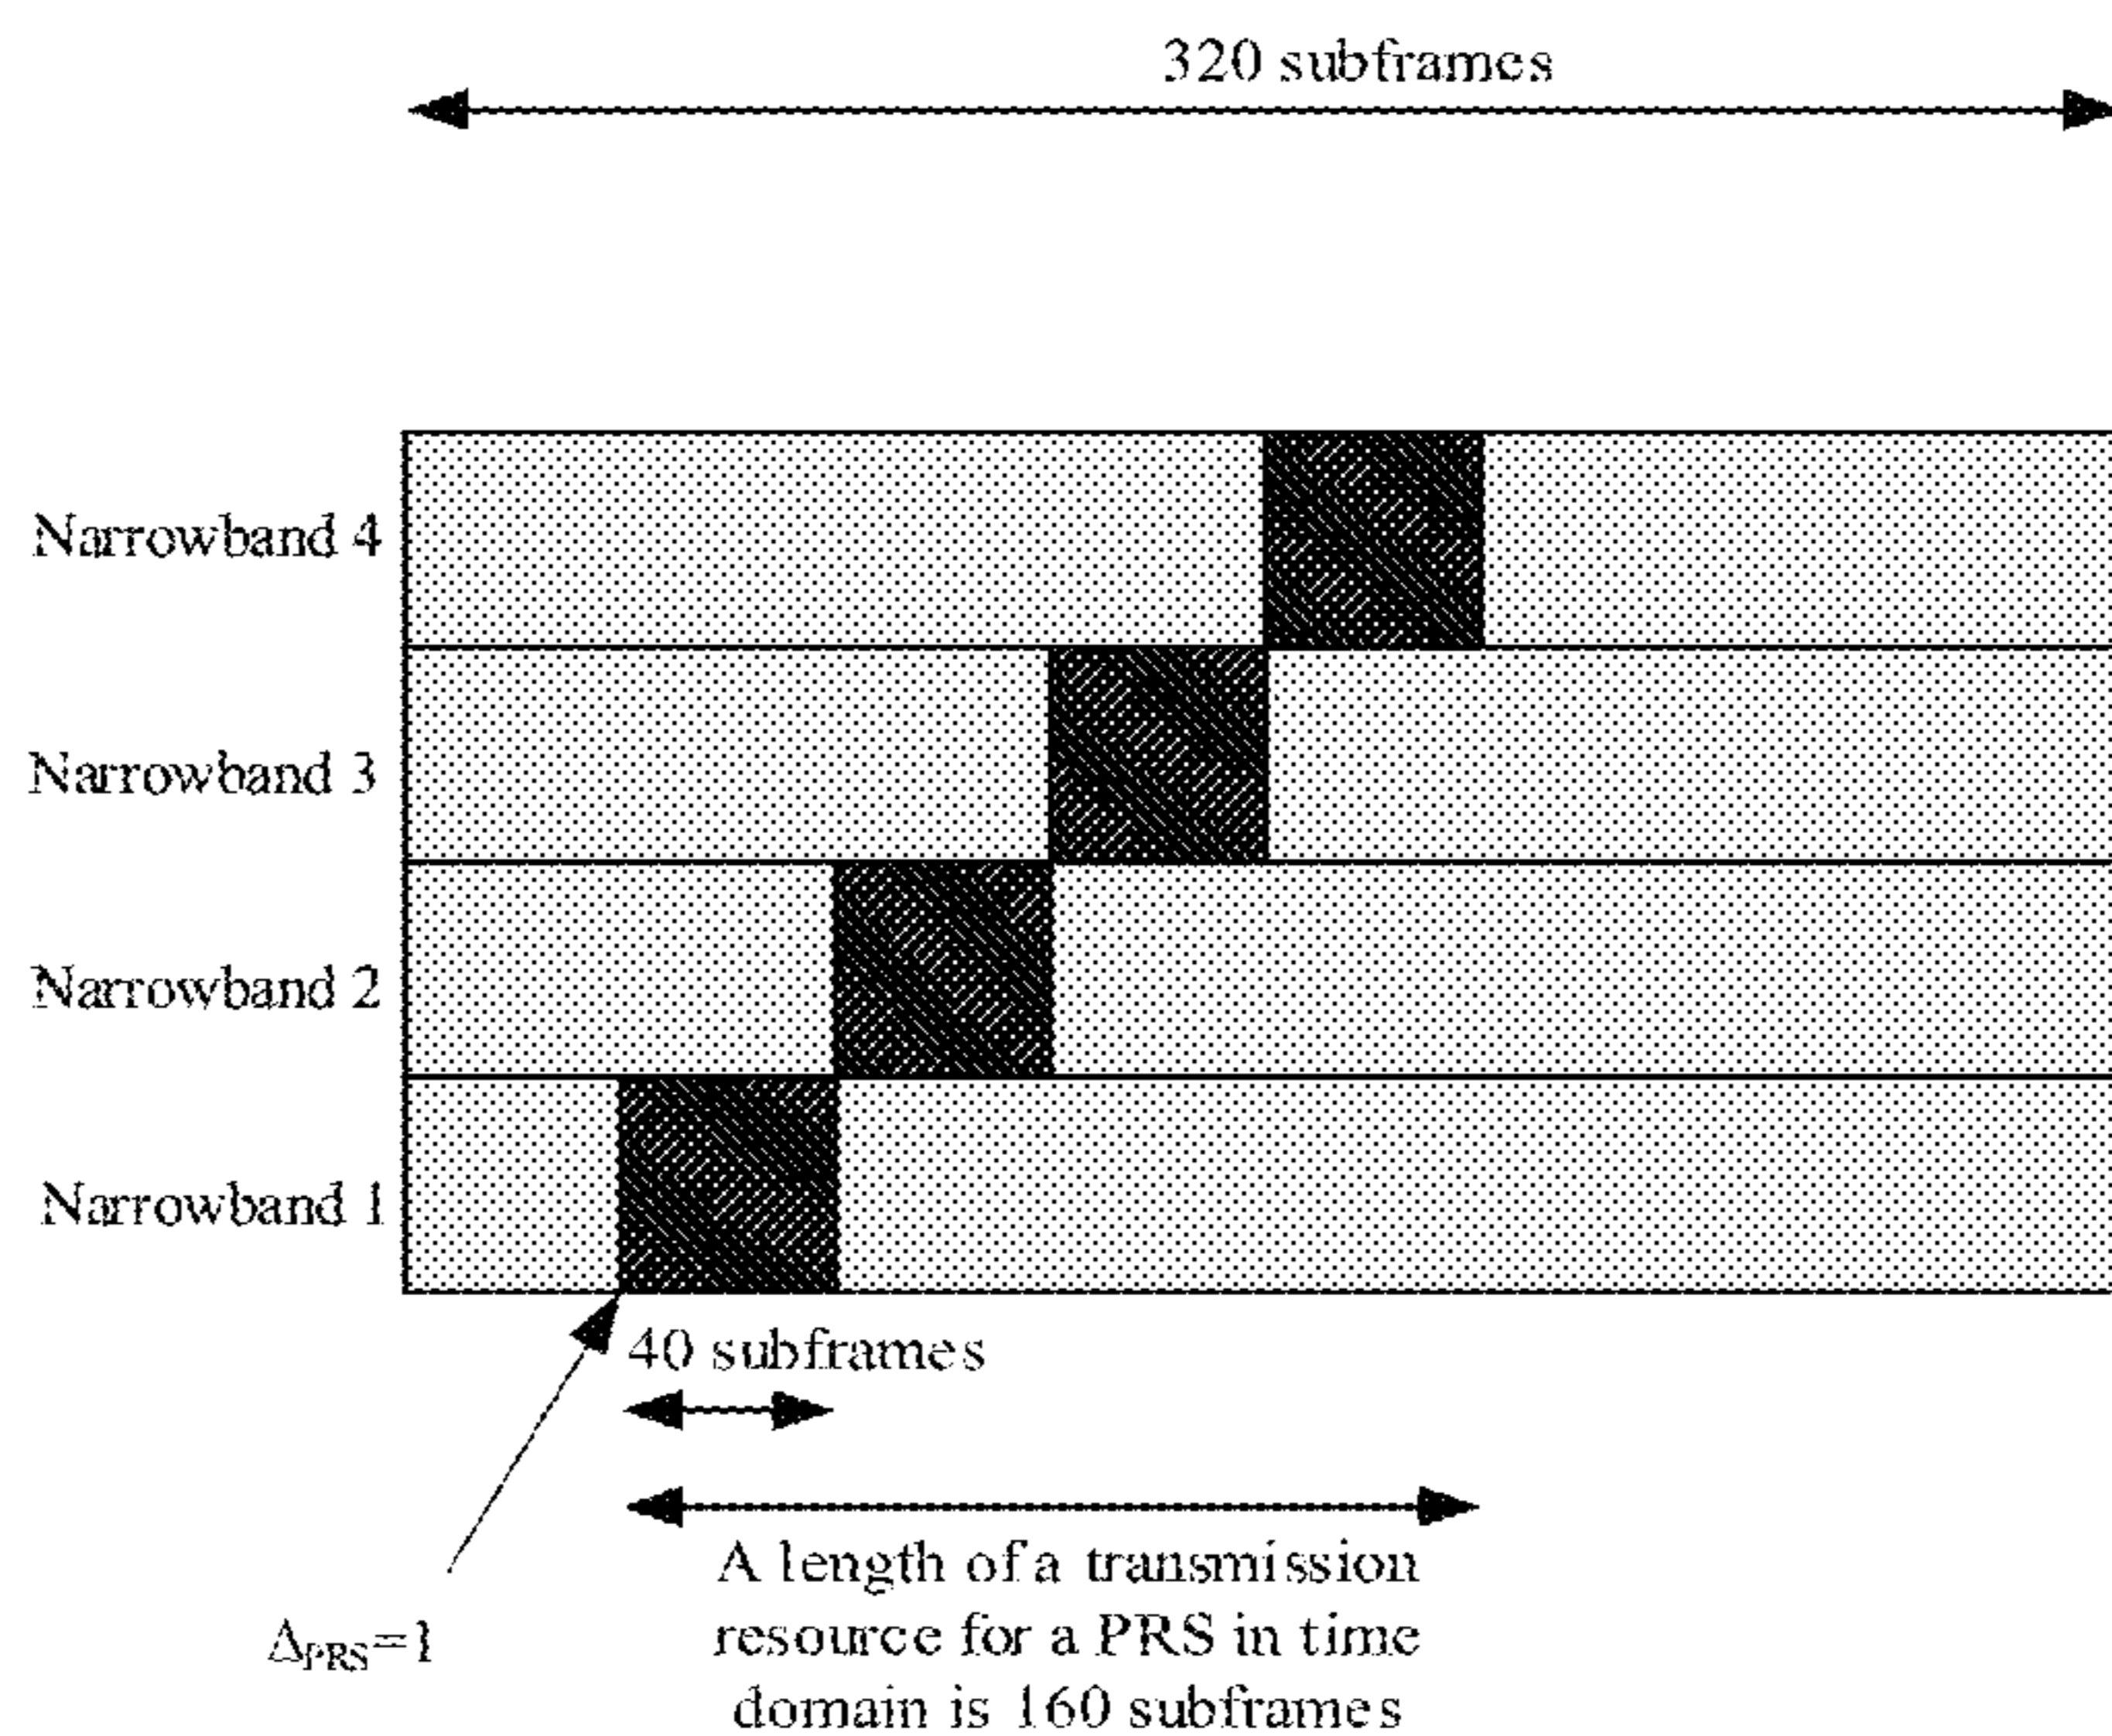 320 subframes
Narrowband 4
Narrowband 3
Narrowband 2
Narrowband 1
40 subframes
ΔPRS=1
A length of a transmission
resource for a PRS in time
domain is 160 subframes